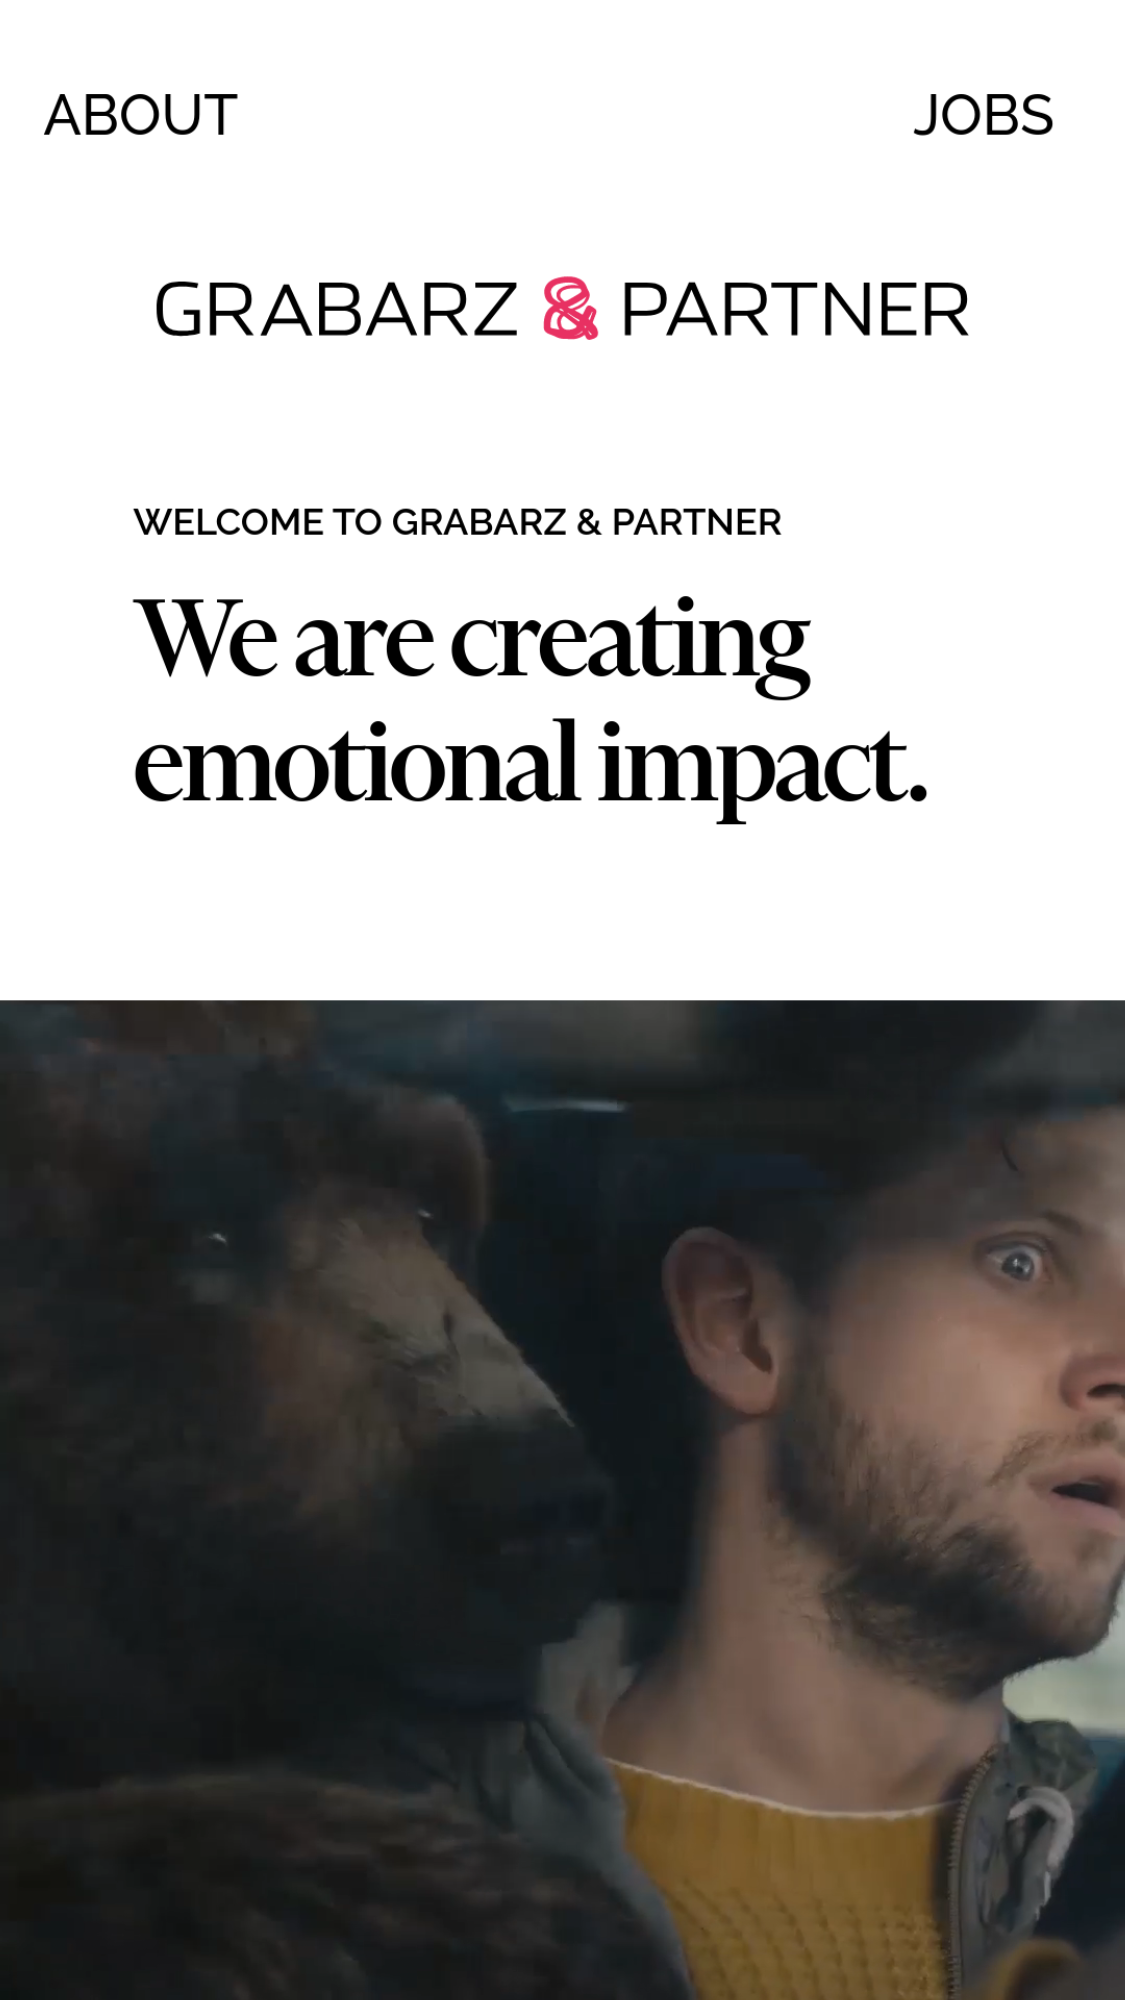 ABOUT
JOBS
GRABARZ & PARTNER
WELCOME TO GRABARZ & PARTNER
We are creating
emotional impact.